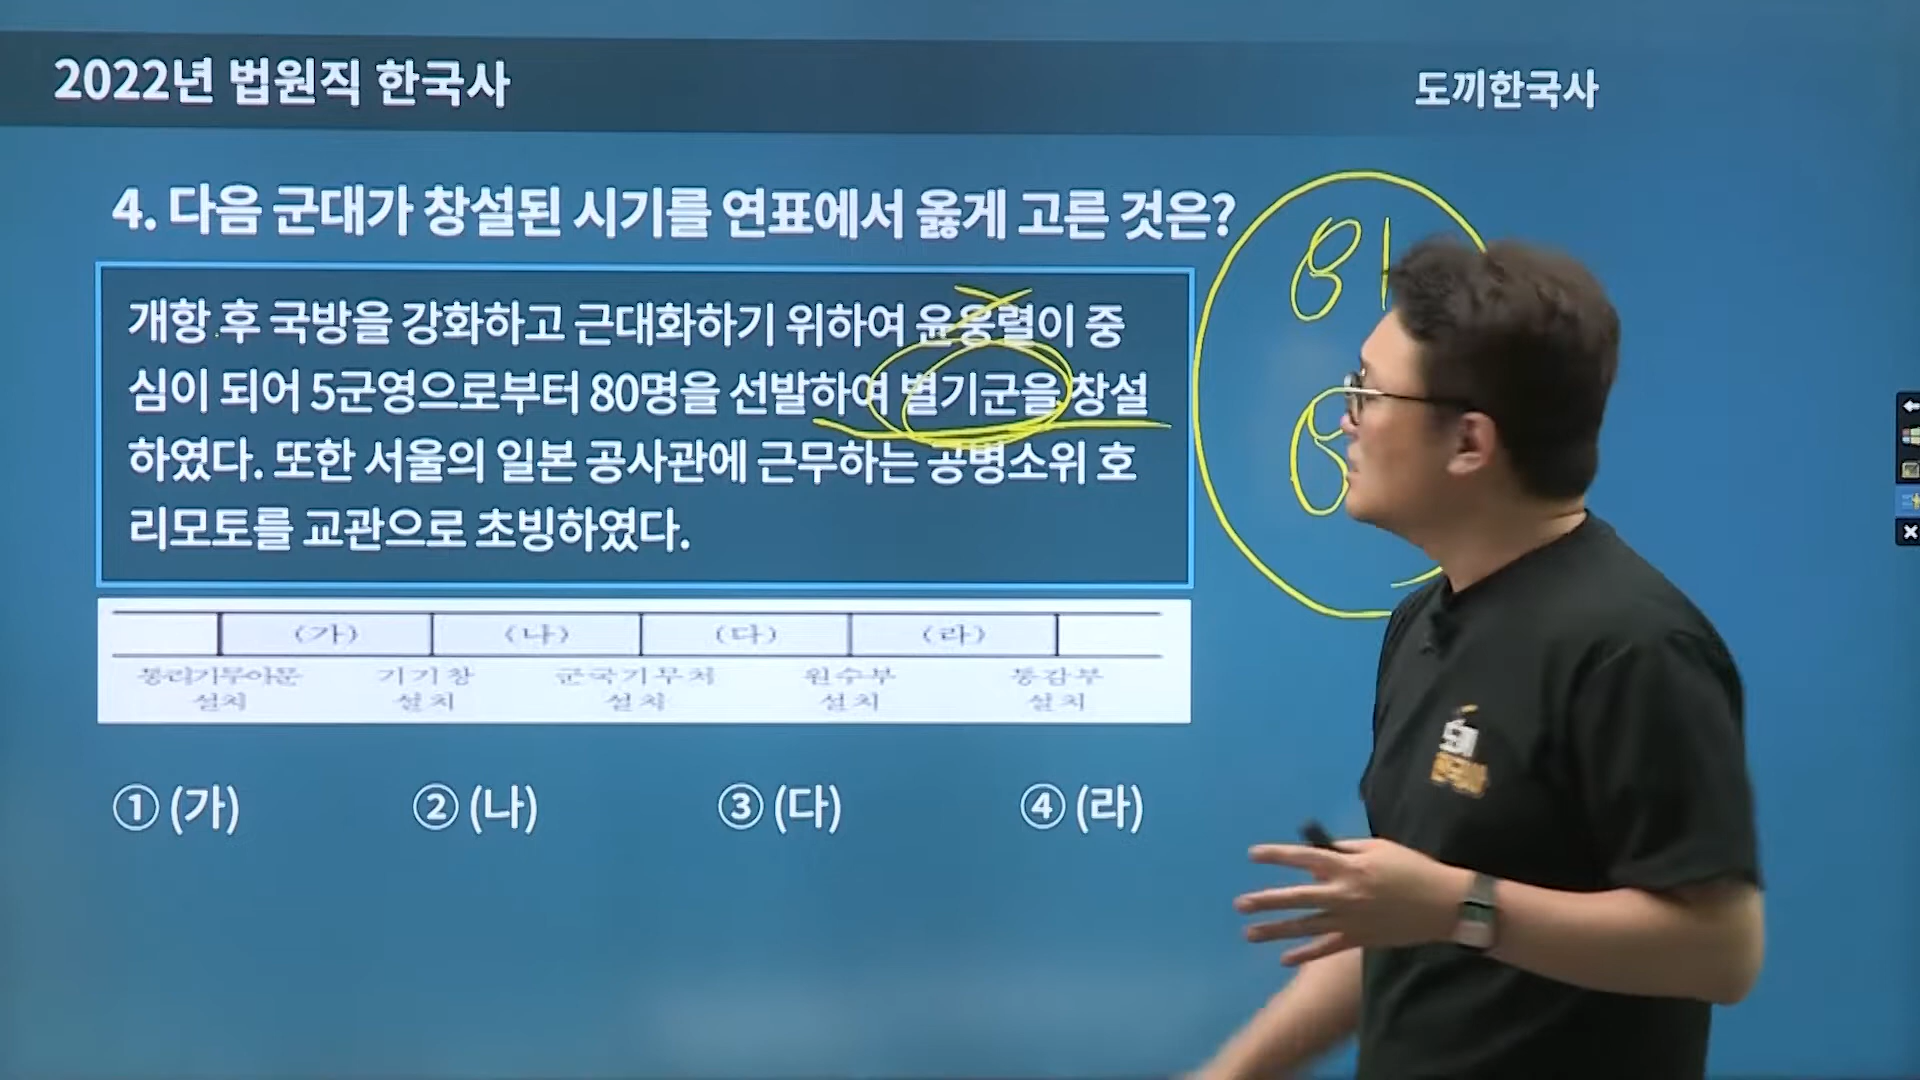 2022년 법원직 한국사
도끼한국사
4. 다음 군대가 창설된 시기를 연표에서 옳게 고른 것은?
개항 후 국방을 강화하고 근대화하기 위하여 윤웅렬이 중
심이 되어 5군영으로부터 80명을 선발하여 별기군을 창설
하였다. 또한 서울의 일본 공사관에 근무하는 공병소위 호
리모토를 교관으로 초빙하였다.
(가) (나) (다) (라)
통리기무아문 기기창 군국기무처 원수부 통감부
설치 설치 설치 설치 설치
① (가) ② (나) ③ (다) ④ (라)
81